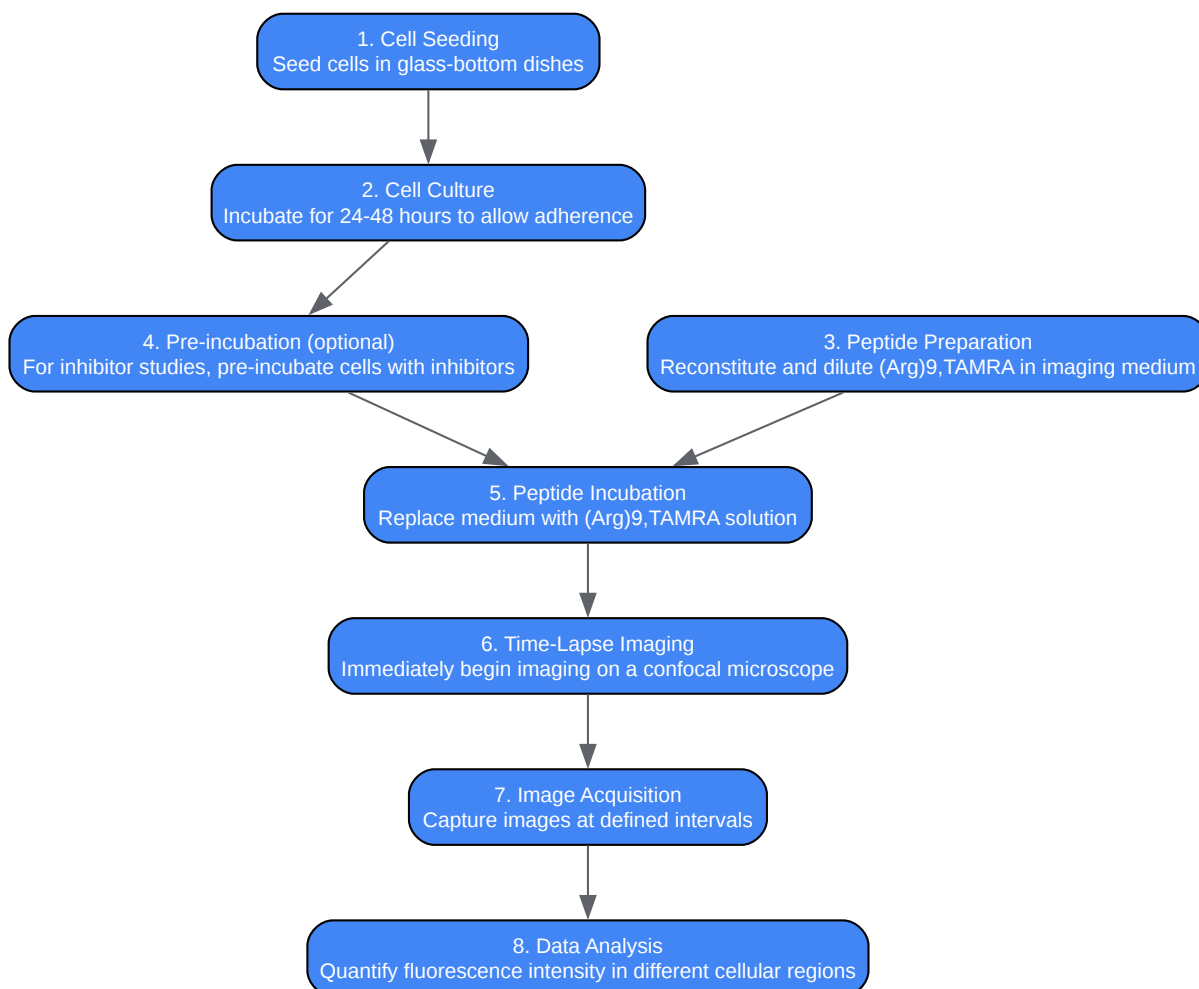 1. Cell Seeding
Seed cells in glass-bottom dishes
2. Cell Culture
Incubate for 24-48 hours to allow adherence
4. Pre-incubation (optional)
For inhibitor studies, pre-incubate cells with inhibitors
3. Peptide Preparation
Reconstitute and dilute (Arg)9,TAMRA in imaging medium
5. Peptide Incubation
Replace medium with (Arg)9,TAMRA solution
6. Time-Lapse Imaging
Immediately begin imaging on a confocal microscope
7. Image Acquisition
Capture images at defined intervals
8. Data Analysis
Quantify fluorescence intensity in different cellular regions